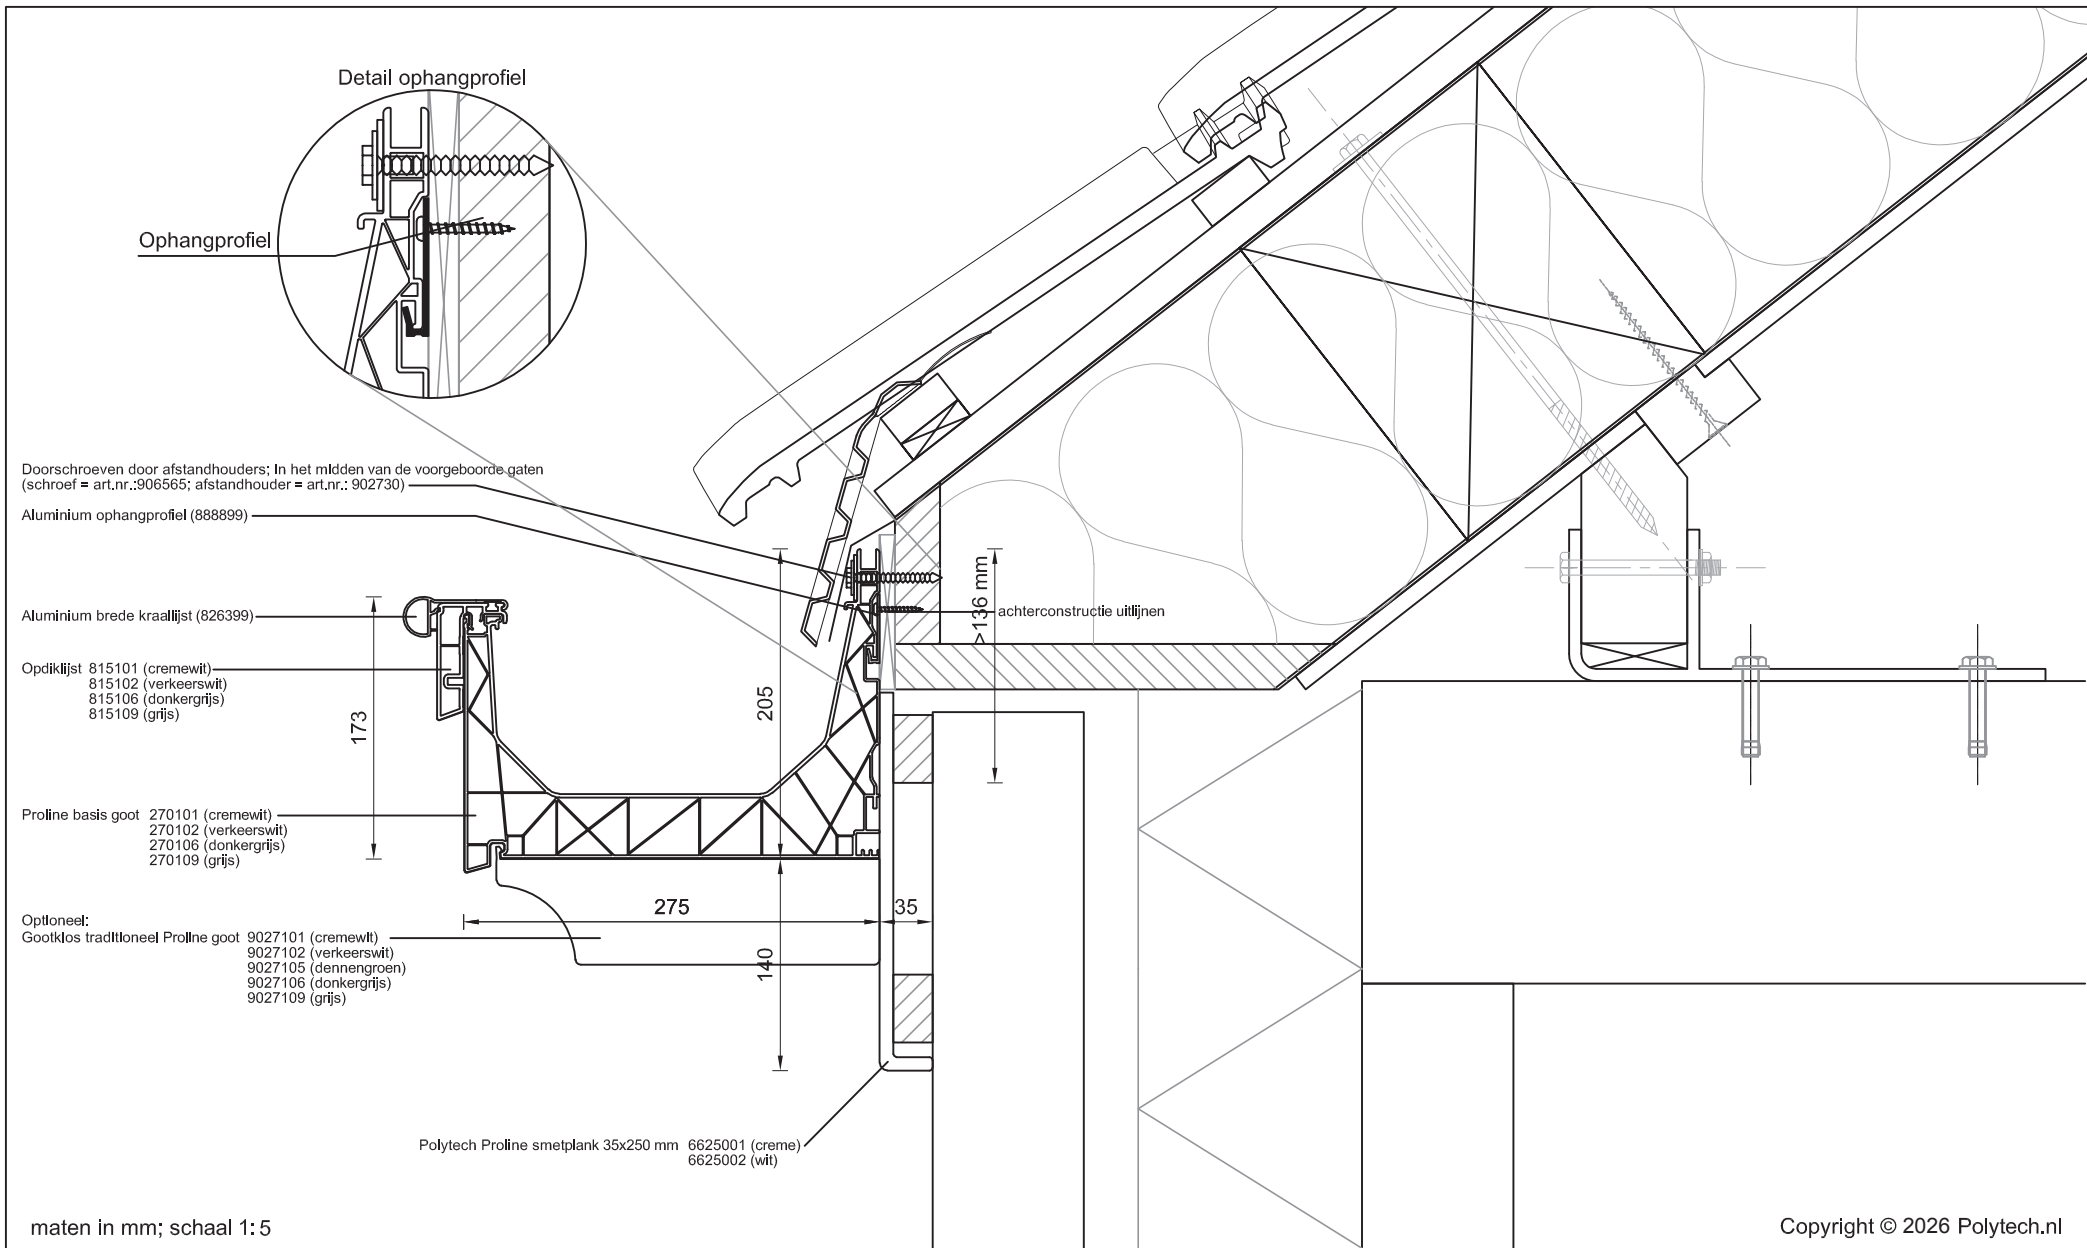 Detail ophangprofiel
Ophangprofiel
Doorschroeven door afstandhouders; In het midden van de voorgeboorde gaten
(schroef = art.nr.:906565; afstandhouder = art.nr.: 902730)
Aluminium ophangprofiel (888899)
Aluminium brede kraallijst (826399)
Opdiklijst 815101 (cremewit)
815102 (verkeerswit)
815106 (donkergrijs)
815109 (grijs)
173
205
>136 mm
achterconstructie uitlijnen
Proline basis goot 270101 (cremewit)
270102 (verkeerswit)
270106 (donkergrijs)
270109 (grijs)
275
35
140
Optioneel:
Gootklos traditioneel Proline goot 9027101 (cremewit)
9027102 (verkeerswit)
9027105 (dennengroen)
9027106 (donkergrijs)
9027109 (grijs)
Polytech Proline smetplank 35x250 mm 6625001 (creme)
6625002 (wit)
maten in mm; schaal 1:5
Copyright © 2026 Polytech.nl